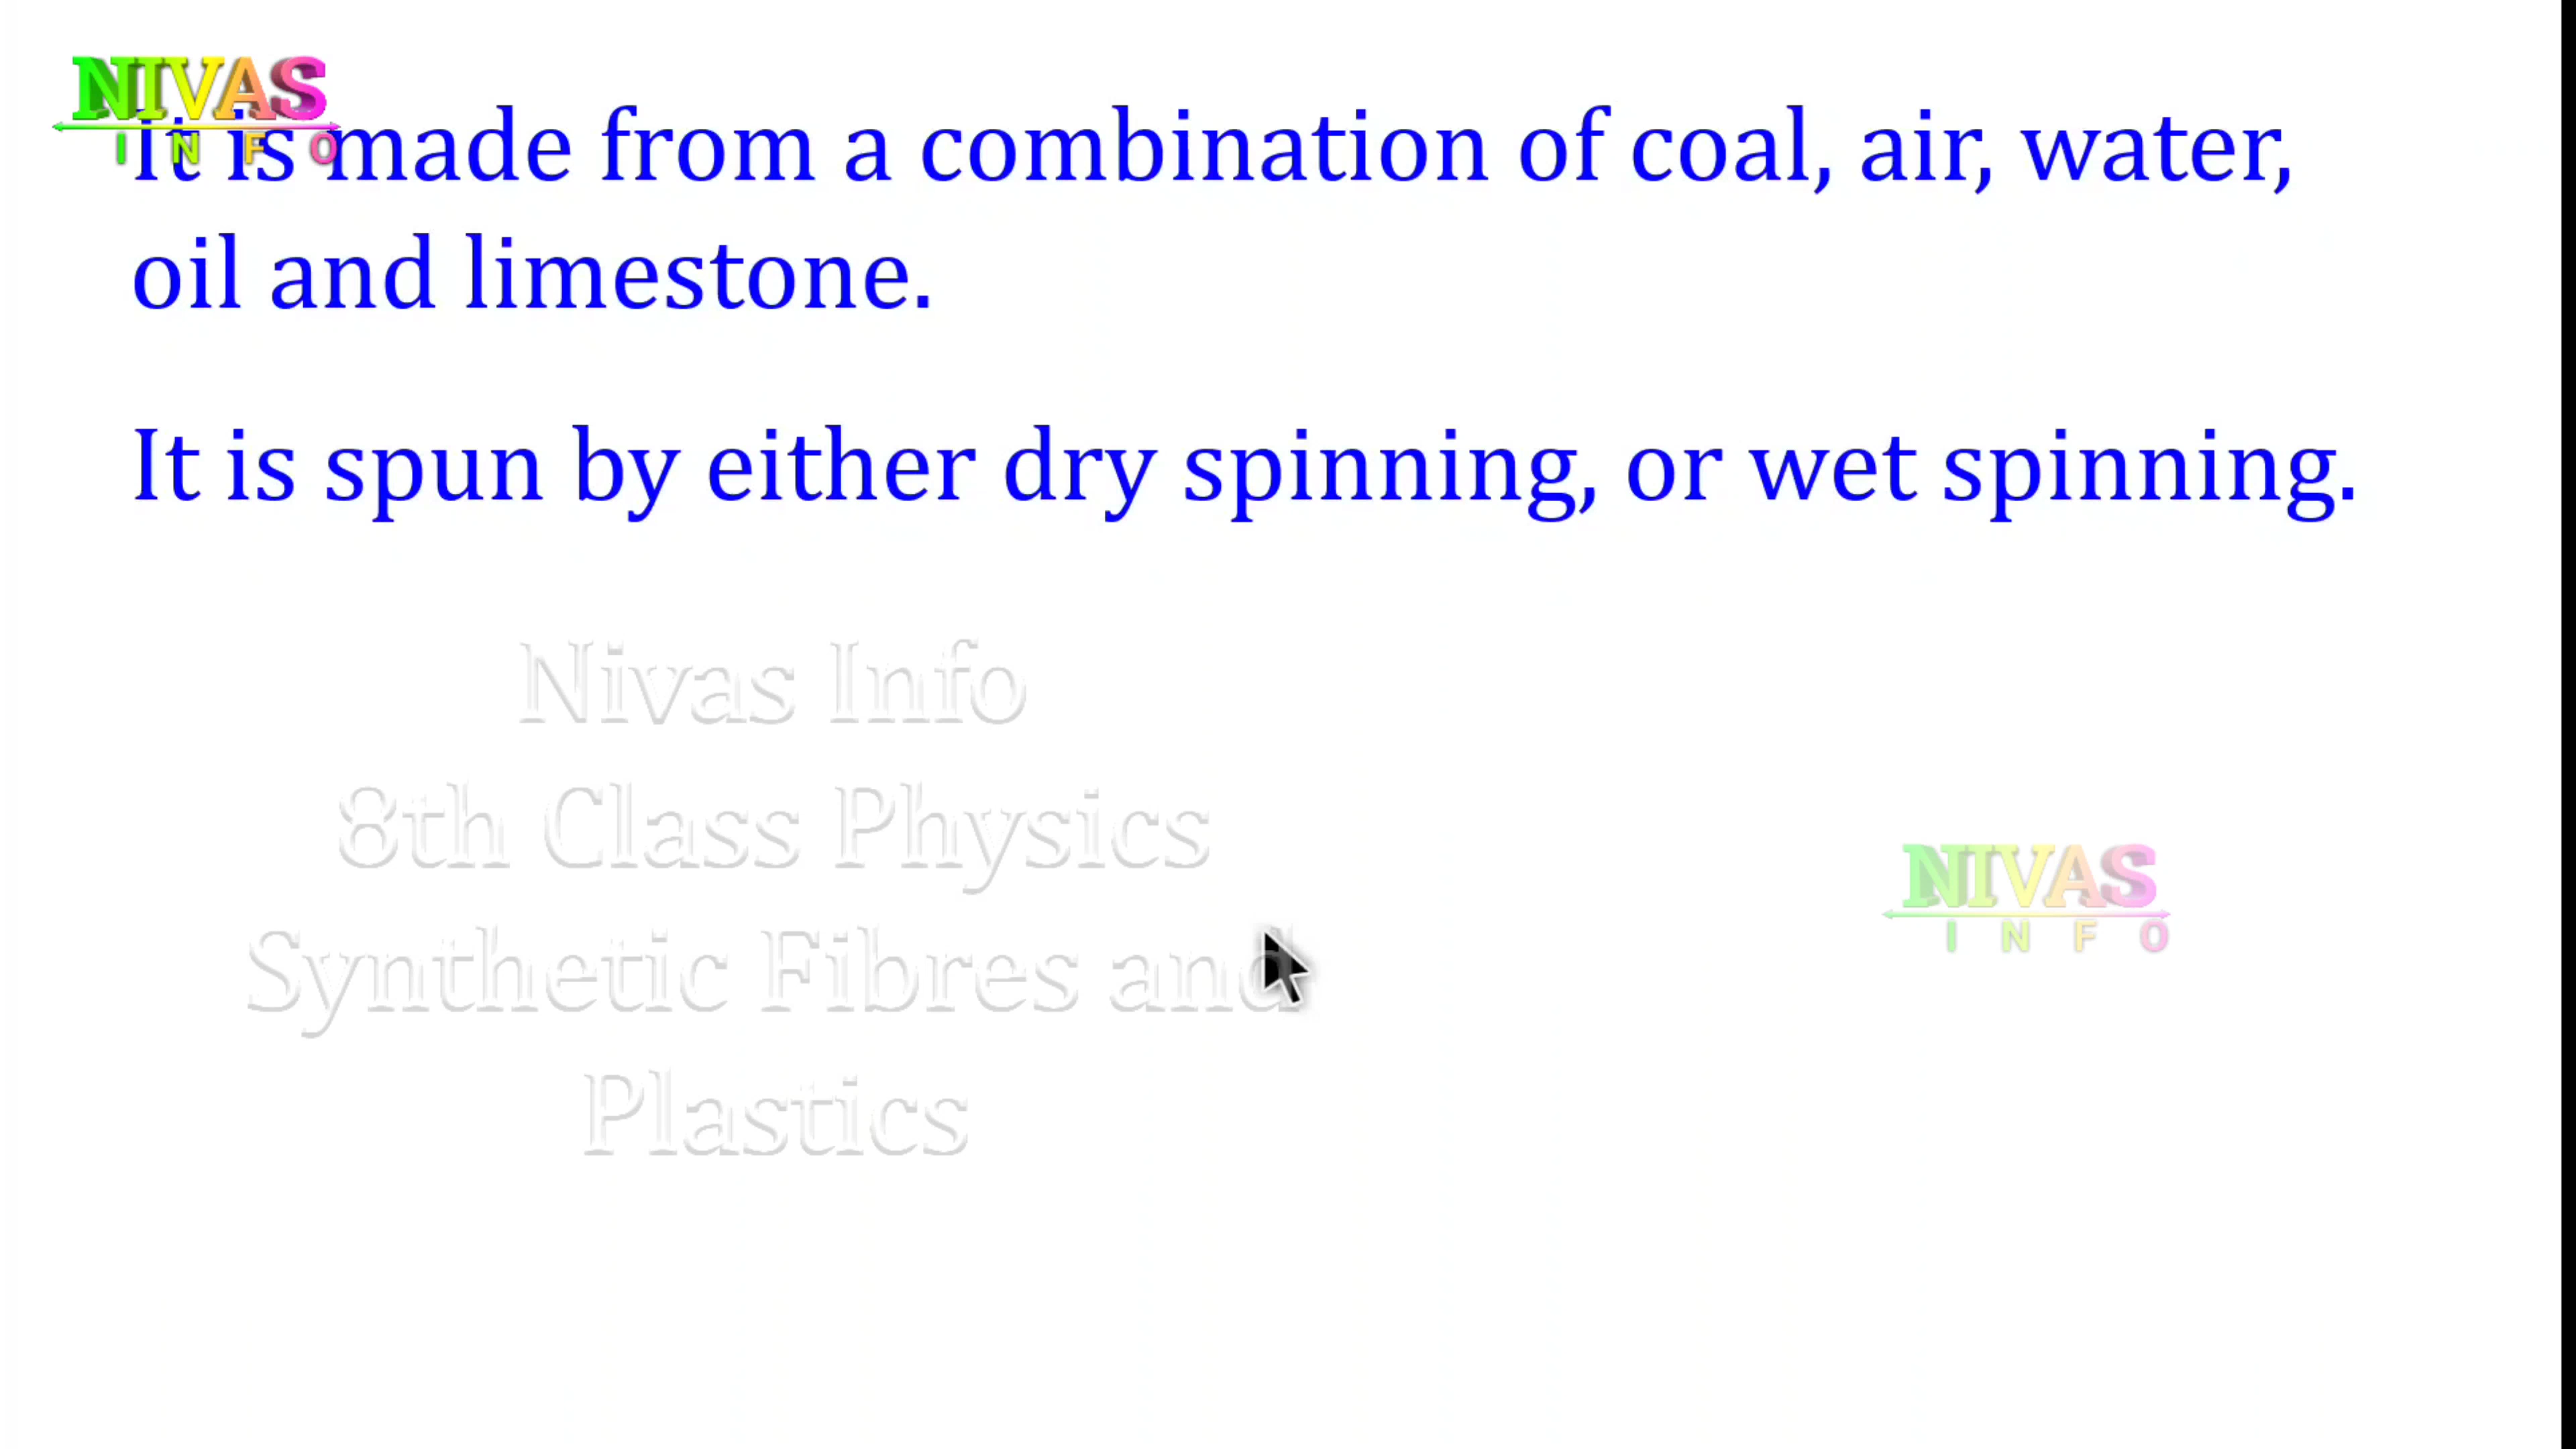 NIVAS
INFO
It is made from a combination of coal, air, water,
oil and limestone.
It is spun by either dry spinning, or wet spinning.
Nivas Info
8th Class Physics
Synthetic Fibres and
Plastics
NIVAS
INFO